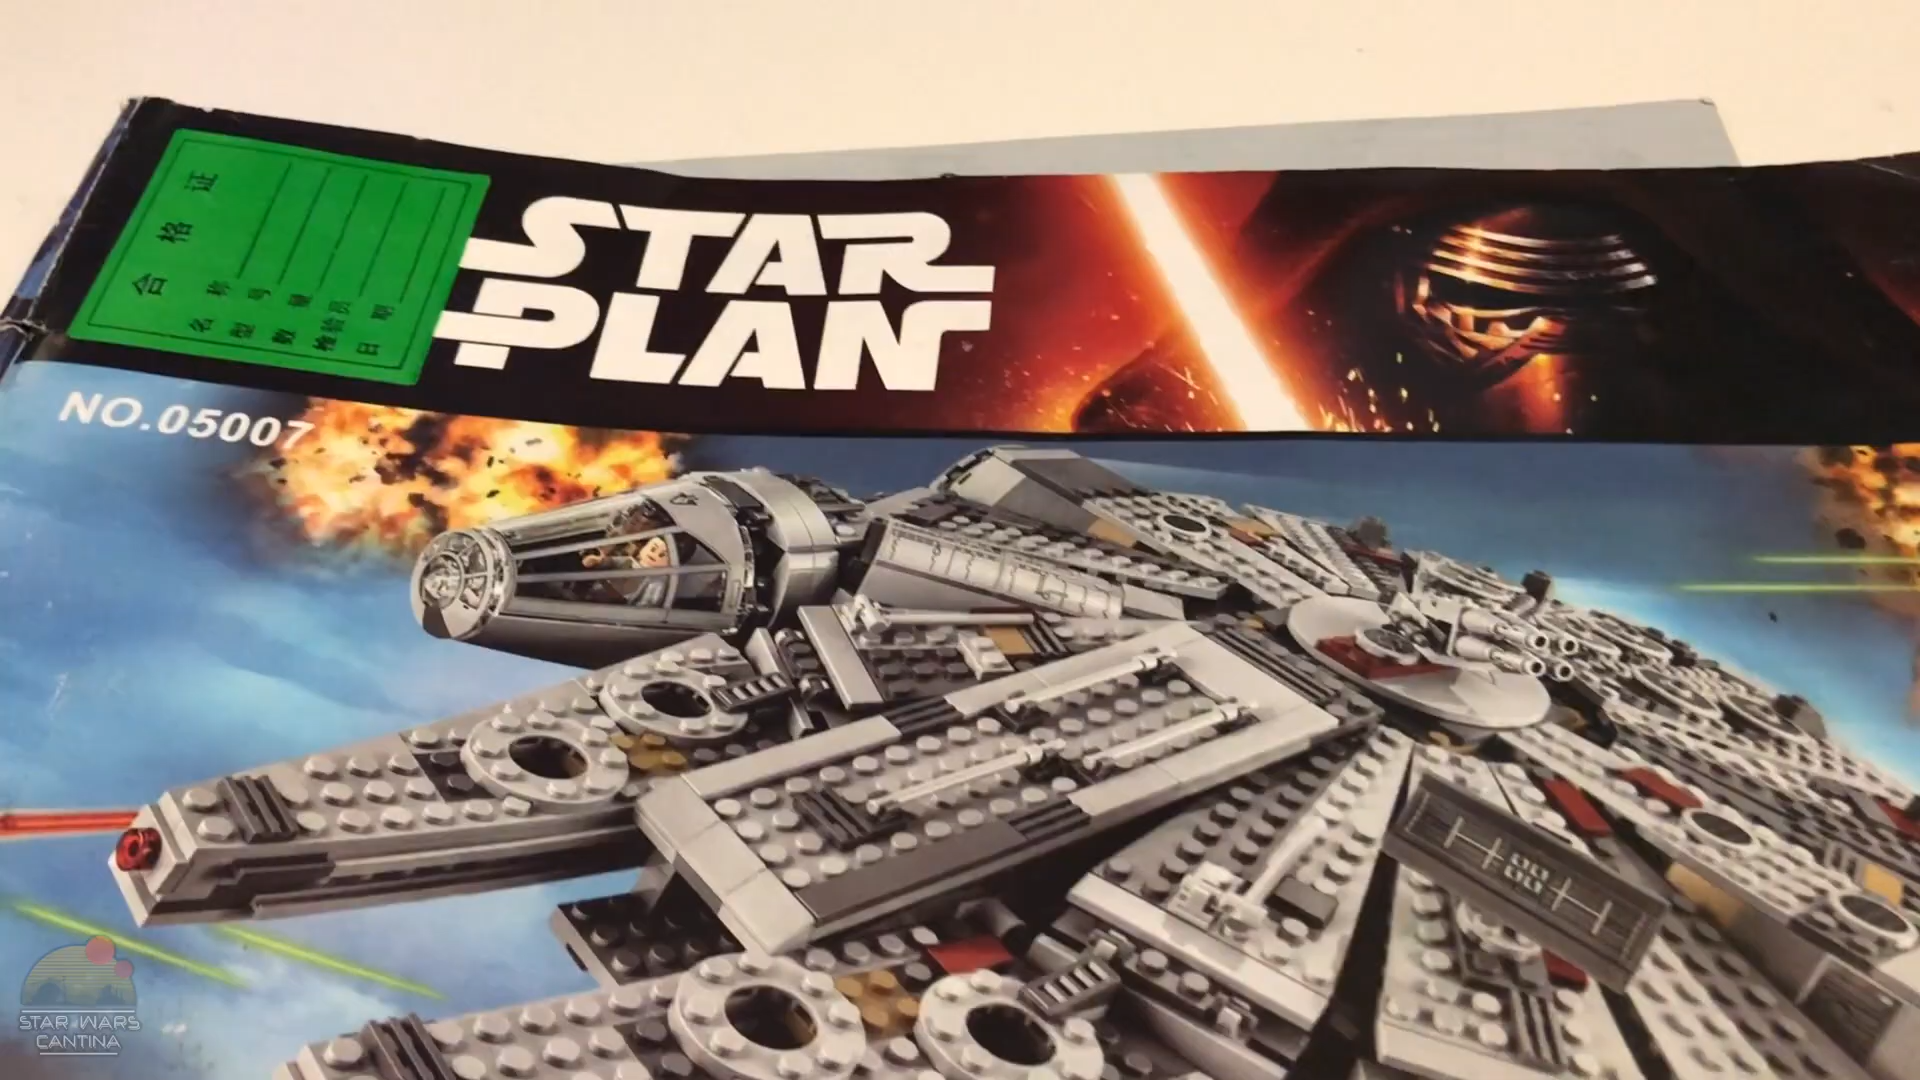 合格证
名称
型号
数量
检验员
日期
STAR
PLAN
NO.05007
STAR WARS
CANTINA